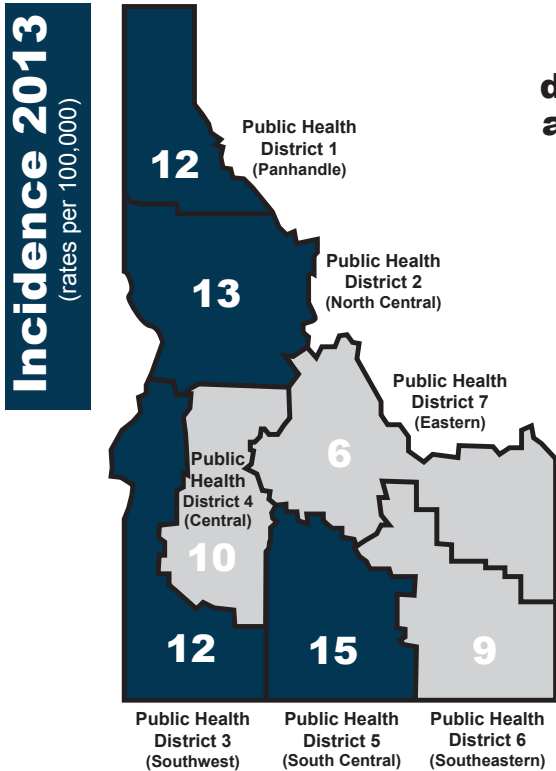 Incidence 2013
(rates per 100,000)
d
a
Public Health
District 1
(Panhandle)
12
Public Health
District 2
(North Central)
13
Public Health
District 7
(Eastern)
6
Public
Health
District 4
(Central)
10
12
15
9
Public Health
District 3
(Southwest)
Public Health
District 5
(South Central)
Public Health
District 6
(Southeastern)